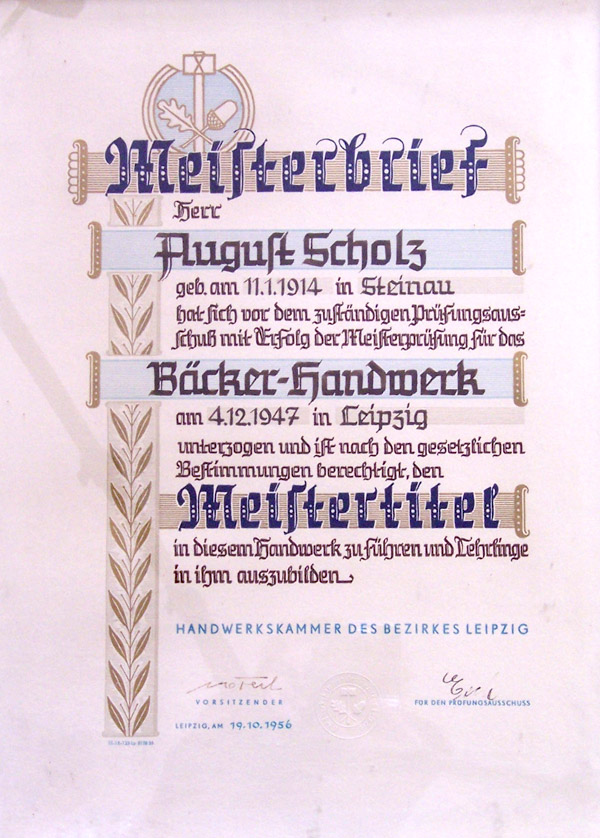 Meisterbrief
Herr
August Scholz
geb. am 11.1.1914 in Steinau
hat sich vor dem zuständigen Prüfungsaus=
schuß mit Erfolg der Meisterprüfung für das
Bäcker-Handwerk
am 4.12.1947 in Leipzig
unterzogen und ist nach den gesetzlichen
Bestimmungen berechtigt, den
Meistertitel
in diesem Handwerk zu führen und Lehrlinge
in ihm auszubilden
HANDWERKSKAMMER DES BEZIRKES LEIPZIG
VORSITZENDER
FÜR DEN PRÜFUNGSAUSSCHUSS
LEIPZIG, AM 19.10.1956